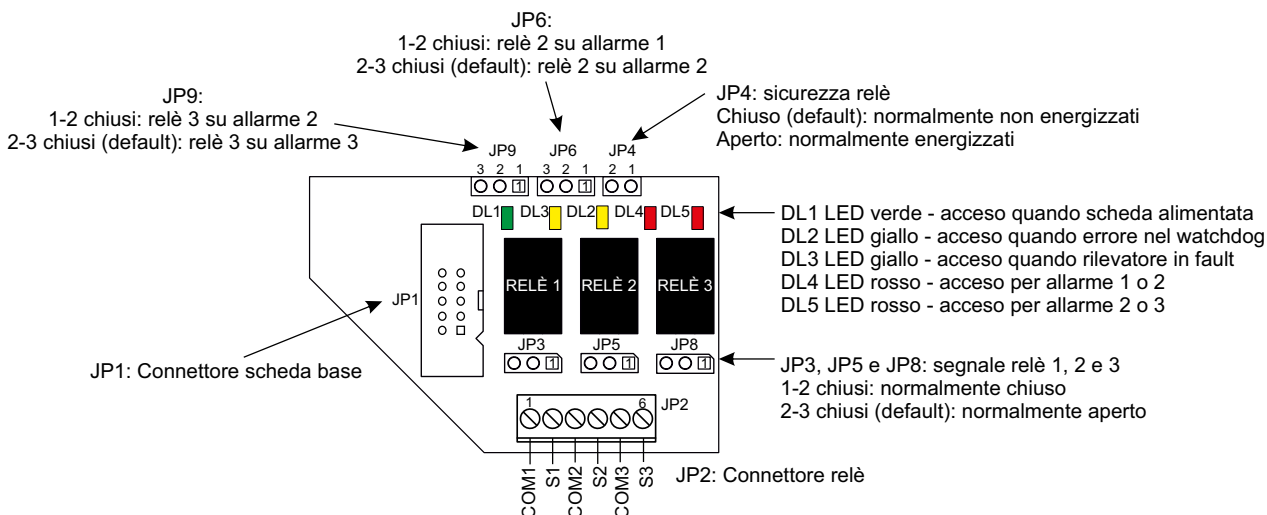 JP6:
1-2 chiusi: relè 2 su allarme 1
2-3 chiusi (default): relè 2 su allarme 2
JP9:
1-2 chiusi: relè 3 su allarme 2
2-3 chiusi (default): relè 3 su allarme 3
JP4: sicurezza relè
Chiuso (default): normalmente non energizzati
Aperto: normalmente energizzati
JP9 JP6 JP4
3 2 1 3 2 1 2 1
1 1
DL1 DL3 DL2 DL4 DL5
DL1 LED verde - acceso quando scheda alimentata
DL2 LED giallo - acceso quando errore nel watchdog
DL3 LED giallo - acceso quando rilevatore in fault
DL4 LED rosso - acceso per allarme 1 o 2
DL5 LED rosso - acceso per allarme 2 o 3
RELÈ 1 RELÈ 2 RELÈ 3
JP1
JP1: Connettore scheda base
JP3 JP5 JP8
1 1 1
JP3, JP5 e JP8: segnale relè 1, 2 e 3
1-2 chiusi: normalmente chiuso
2-3 chiusi (default): normalmente aperto
1 6 JP2
COM1 S1 COM2 S2 COM3 S3
JP2: Connettore relè